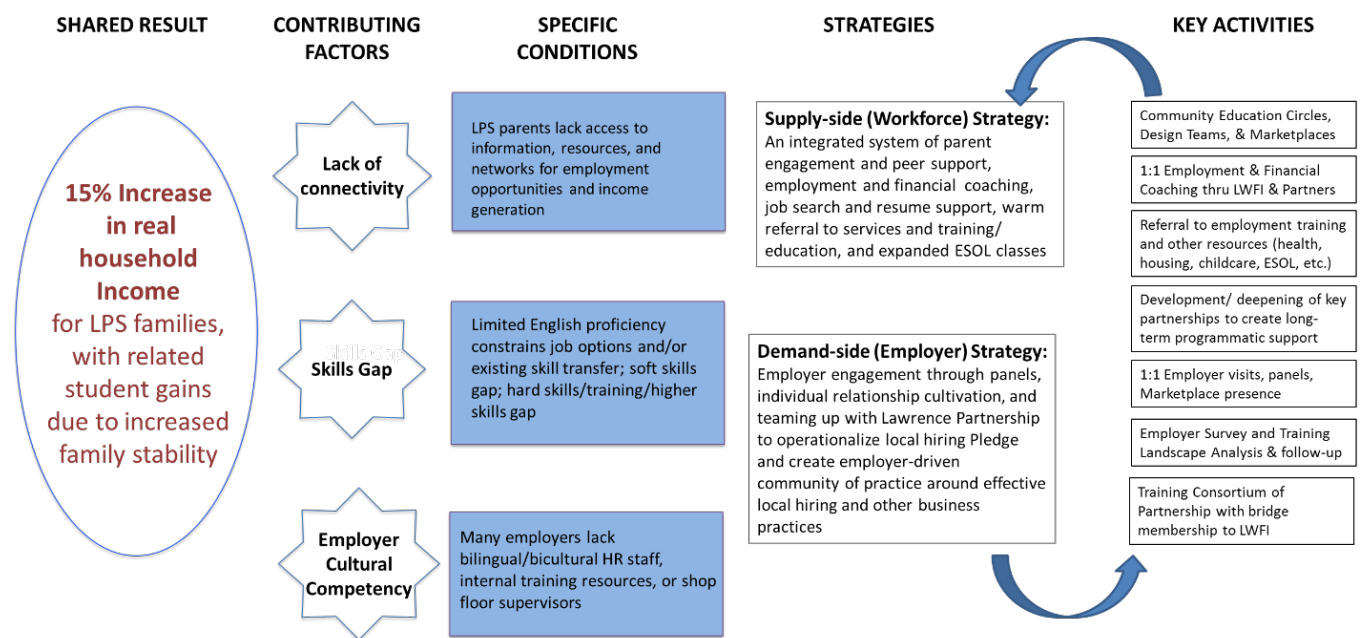 SHARED RESULT
CONTRIBUTING
FACTORS
SPECIFIC
CONDITIONS
STRATEGIES
KEY ACTIVITIES
15% Increase
in real
household
Income
for LPS families,
with related
student gains
due to increased
family stability
Lack of
connectivity
Skills Gap
Skills Gap
Employer
Cultural
Competency
LPS parents lack access to
information, resources, and
networks for employment
opportunities and income
generation
Limited English proficiency
constrains job options and/or
existing skill transfer; soft skills
gap; hard skills/training/higher
skills gap
Many employers lack
bilingual/bicultural HR staff,
internal training resources, or shop
floor supervisors
Supply-side (Workforce) Strategy:
An integrated system of parent
engagement and peer support,
employment and financial coaching,
job search and resume support, warm
referral to services and training/
education, and expanded ESOL classes
Demand-side (Employer) Strategy:
Employer engagement through panels,
individual relationship cultivation, and
teaming up with Lawrence Partnership
to operationalize local hiring Pledge
and create employer-driven
community of practice around effective
local hiring and other business
practices
Community Education Circles,
Design Teams, & Marketplaces
1:1 Employment & Financial
Coaching thru LWFI & Partners
Referral to employment training
and other resources (health,
housing, childcare, ESOL, etc.)
Development/ deepening of key
partnerships to create long-
term programmatic support
1:1 Employer visits, panels,
Marketplace presence
Employer Survey and Training
Landscape Analysis & follow-up
Training Consortium of
Partnership with bridge
membership to LWFI